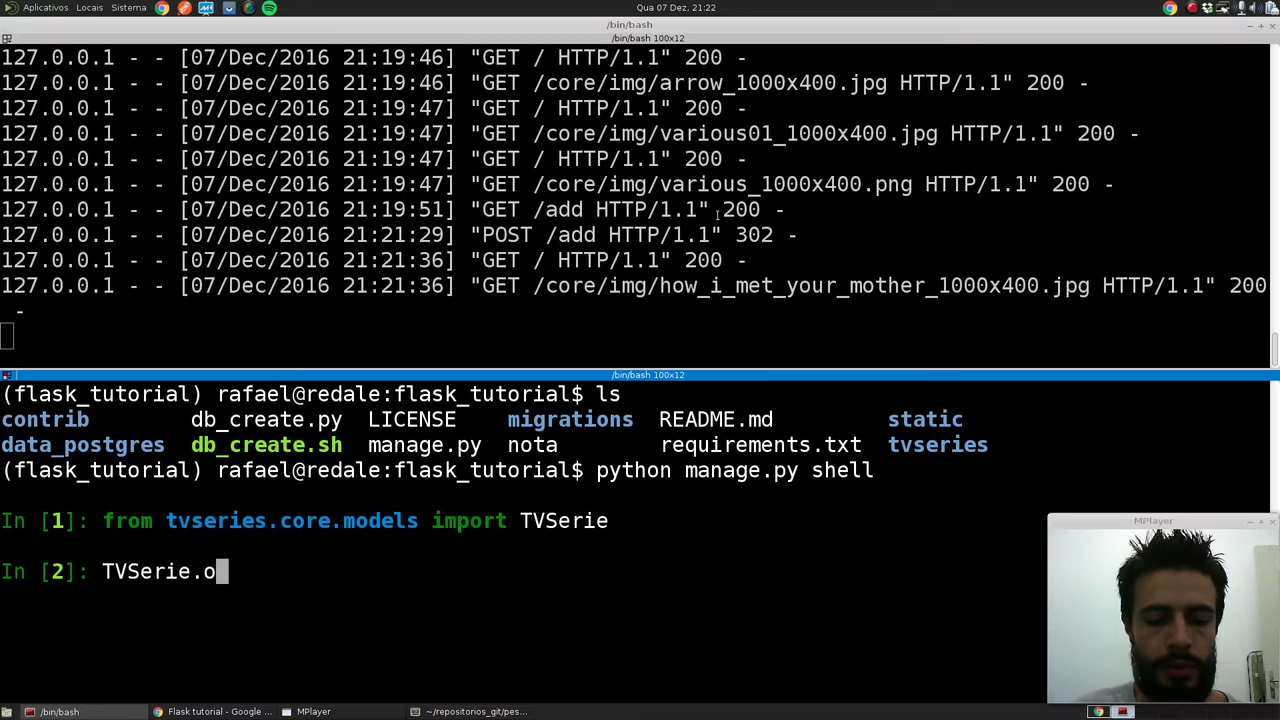 Aplicativos Locais Sistema Qua 07 Dez, 21:22
/bin/bash
/bin/bash 100x12
127.0.0.1 - - [07/Dec/2016 21:19:46] "GET / HTTP/1.1" 200 -
127.0.0.1 - - [07/Dec/2016 21:19:46] "GET /core/img/arrow_1000x400.jpg HTTP/1.1" 200 -
127.0.0.1 - - [07/Dec/2016 21:19:47] "GET / HTTP/1.1" 200 -
127.0.0.1 - - [07/Dec/2016 21:19:47] "GET /core/img/various01_1000x400.jpg HTTP/1.1" 200 -
127.0.0.1 - - [07/Dec/2016 21:19:47] "GET / HTTP/1.1" 200 -
127.0.0.1 - - [07/Dec/2016 21:19:47] "GET /core/img/various_1000x400.png HTTP/1.1" 200 -
127.0.0.1 - - [07/Dec/2016 21:19:51] "GET /add HTTP/1.1" 200 -
127.0.0.1 - - [07/Dec/2016 21:21:29] "POST /add HTTP/1.1" 302 -
127.0.0.1 - - [07/Dec/2016 21:21:36] "GET / HTTP/1.1" 200 -
127.0.0.1 - - [07/Dec/2016 21:21:36] "GET /core/img/how_i_met_your_mother_1000x400.jpg HTTP/1.1" 200
-
/bin/bash 100x12
(flask_tutorial) rafael@redale:flask_tutorial$ ls
contrib db_create.py LICENSE migrations README.md static
data_postgres db_create.sh manage.py nota requirements.txt tvseries
(flask_tutorial) rafael@redale:flask_tutorial$ python manage.py shell
In [1]: from tvseries.core.models import TVSerie
In [2]: TVSerie.o
MPlayer
/bin/bash Flask tutorial - Google ... MPlayer ~/repositorios_git/pes...